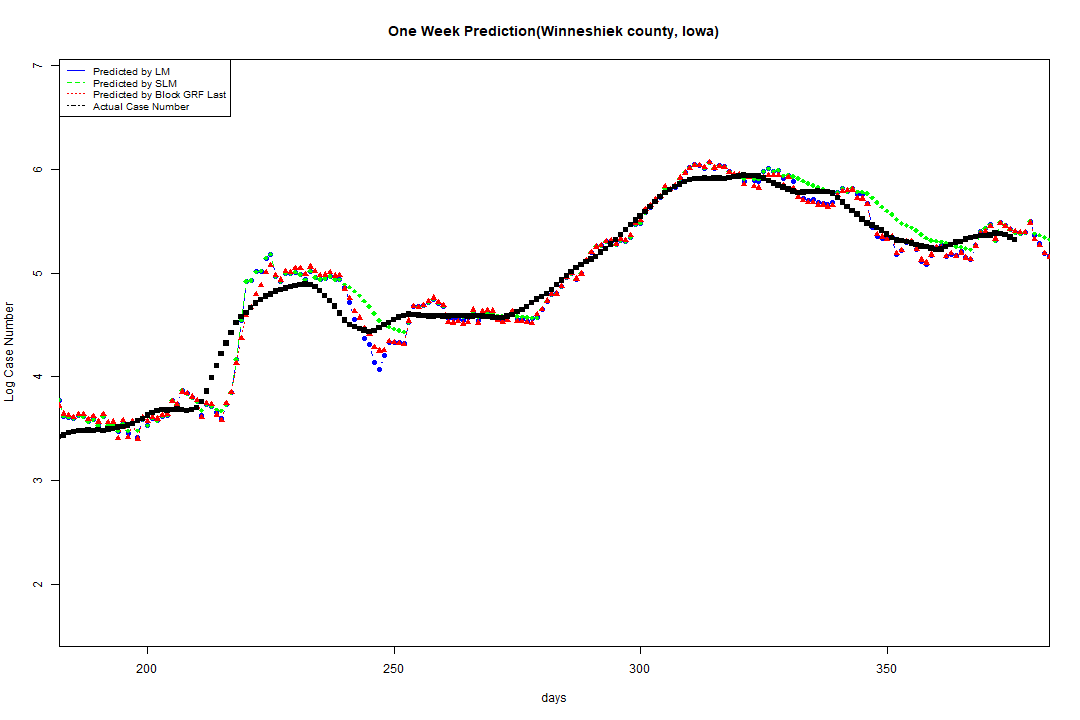 One Week Prediction(Winneshiek county, Iowa)
Predicted by LM
Predicted by SLM
Predicted by Block GRF Last
Actual Case Number
7
6
5
4
3
2
Log Case Number
200
250
300
350
days